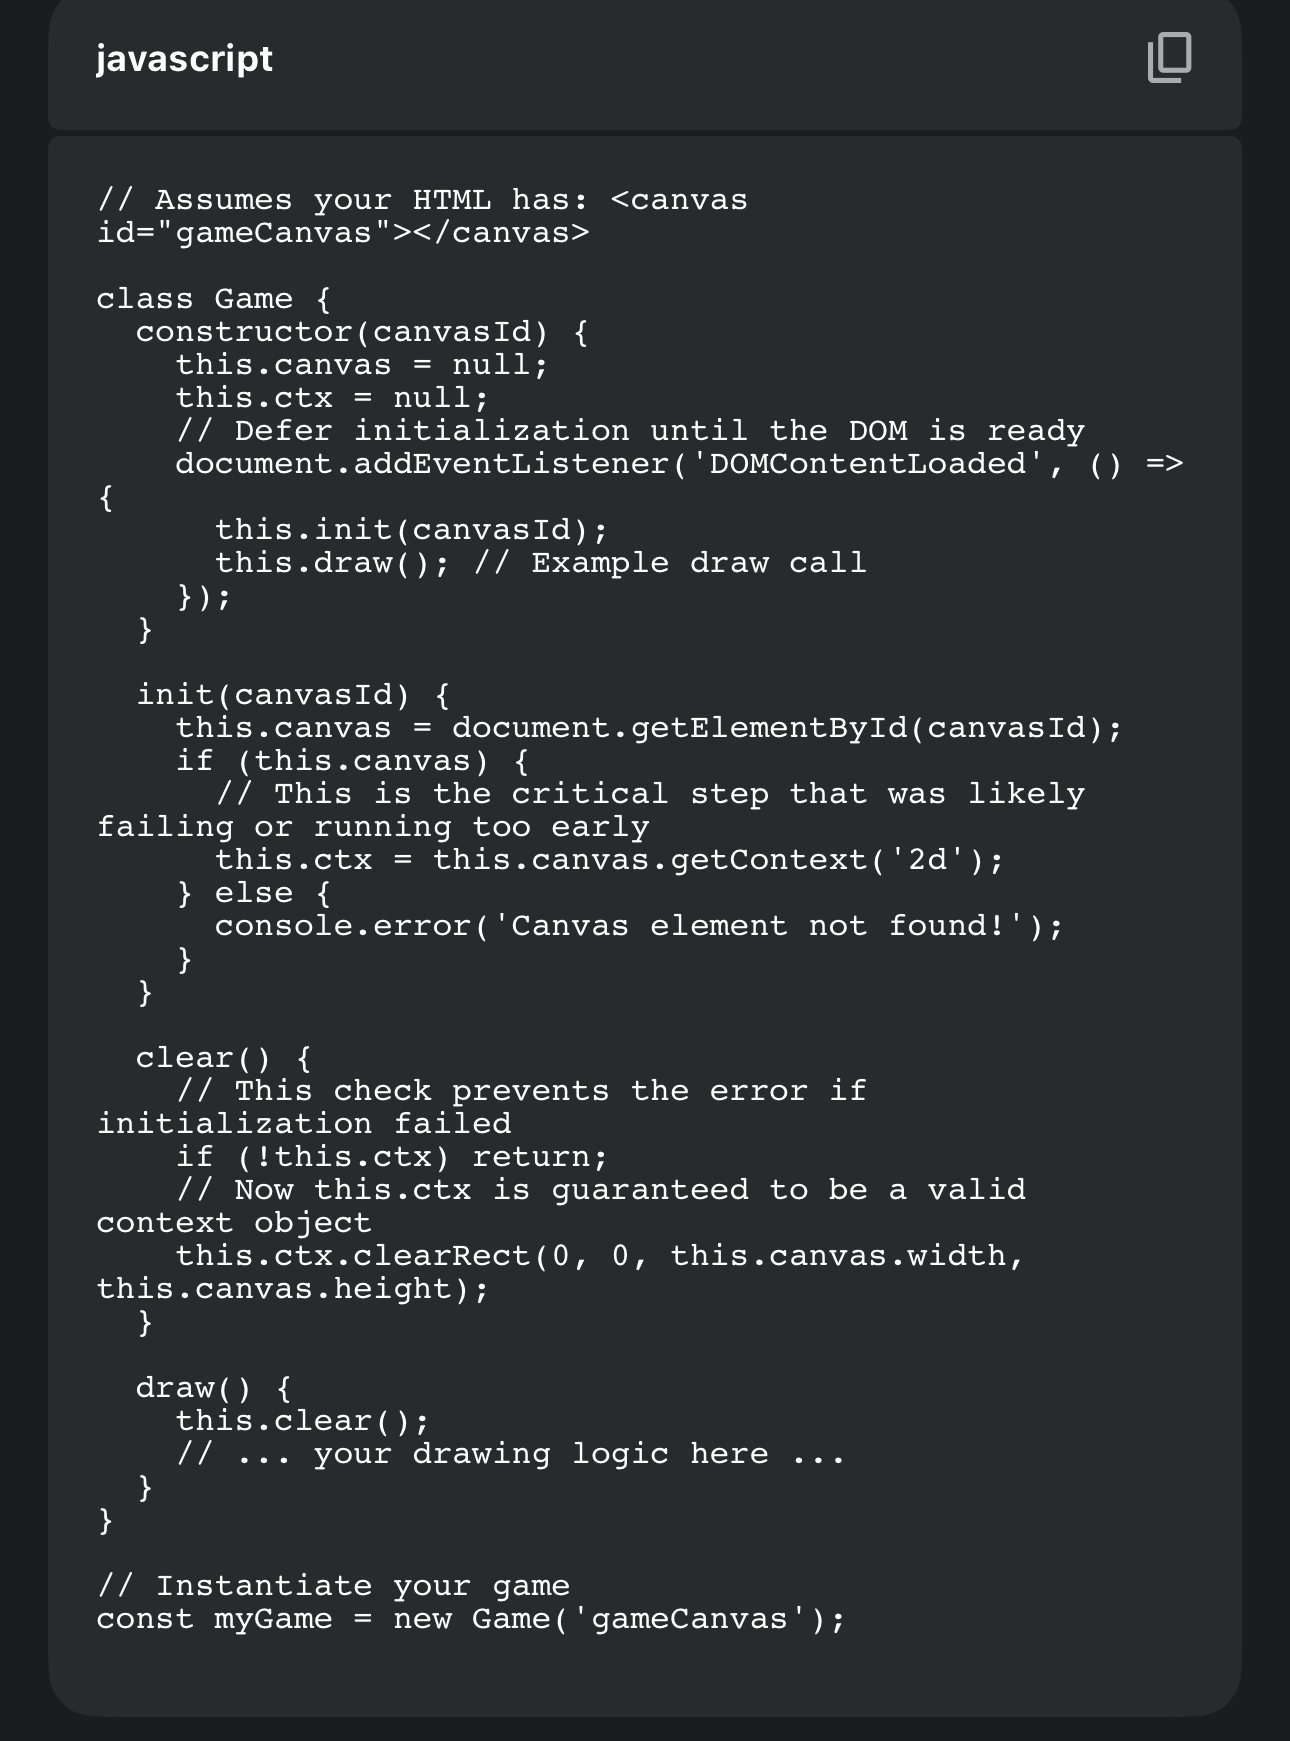 javascript
// Assumes your HTML has: <canvas
id="gameCanvas"></canvas>
class Game {
  constructor(canvasId) {
    this.canvas = null;
    this.ctx = null;
    // Defer initialization until the DOM is ready
    document.addEventListener('DOMContentLoaded', () =>
{
      this.init(canvasId);
      this.draw(); // Example draw call
    });
  }
  init(canvasId) {
    this.canvas = document.getElementById(canvasId);
    if (this.canvas) {
      // This is the critical step that was likely
failing or running too early
      this.ctx = this.canvas.getContext('2d');
    } else {
      console.error('Canvas element not found!');
    }
  }
  clear() {
    // This check prevents the error if
initialization failed
    if (!this.ctx) return;
    // Now this.ctx is guaranteed to be a valid
context object
    this.ctx.clearRect(0, 0, this.canvas.width,
this.canvas.height);
  }
  draw() {
    this.clear();
    // ... your drawing logic here ...
  }
}
// Instantiate your game
const myGame = new Game('gameCanvas');